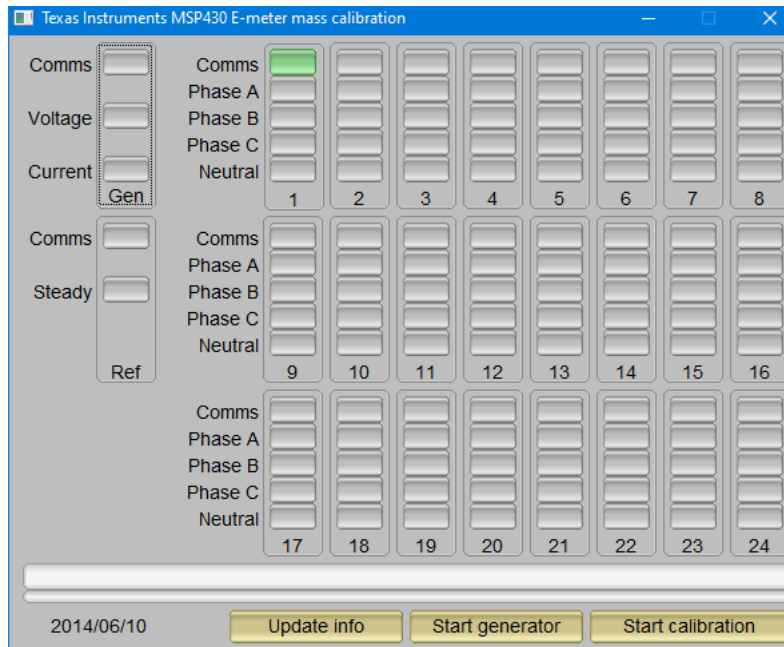 Texas Instruments MSP430 E-meter mass calibration
Comms Comms
Phase A
Voltage Phase B
Phase C
Current Neutral
Gen 1 2 3 4 5 6 7 8
Comms Comms
Phase A
Steady Phase B
Phase C
Neutral
Ref 9 10 11 12 13 14 15 16
Comms
Phase A
Phase B
Phase C
Neutral
17 18 19 20 21 22 23 24
2014/06/10 Update info Start generator Start calibration